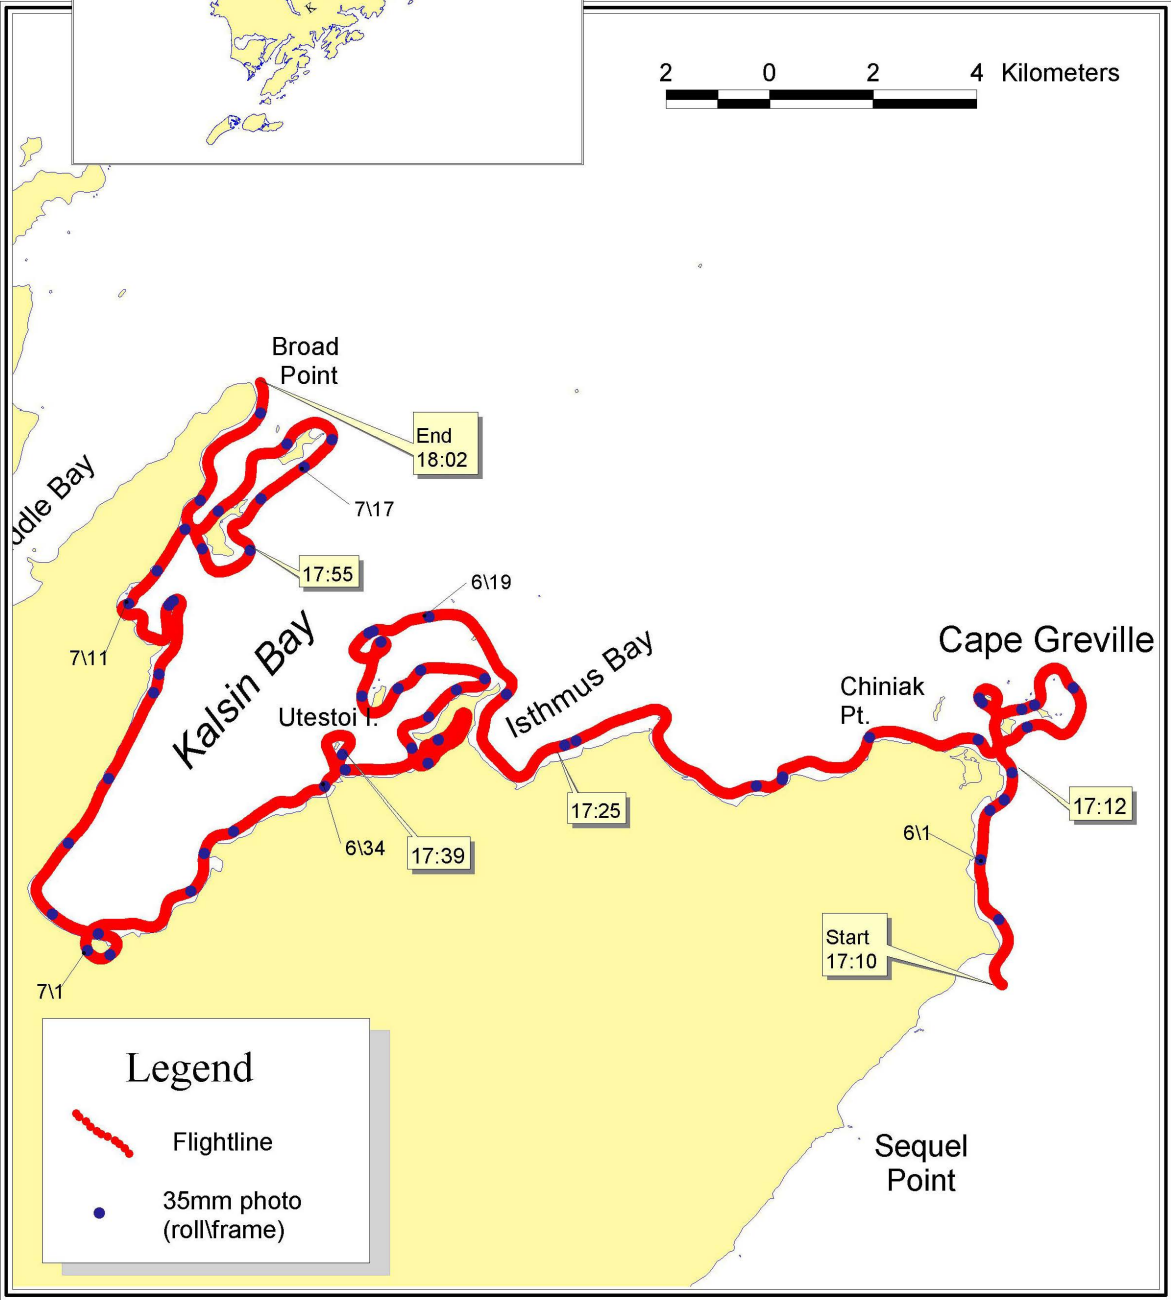 K
2 0 2 4 Kilometers
Broad
Point
End
18:02
ddle Bay
7\17
17:55
6\19
7\11
Kalsin Bay
Utestoi I.
Isthmus Bay
Cape Greville
Chiniak
Pt.
17:12
17:25
6\1
6\34
17:39
Start
17:10
7\1
Legend
Flightline
35mm photo
(roll\frame)
Sequel
Point